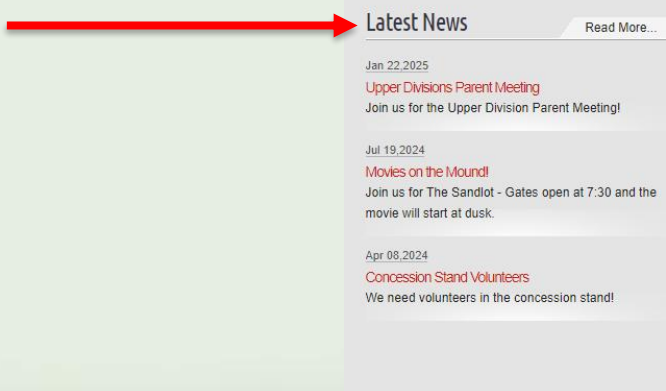 Latest News
Read More...
Jan 22,2025
Upper Divisions Parent Meeting
Join us for the Upper Division Parent Meeting!
Jul 19,2024
Movies on the Mound!
Join us for The Sandlot - Gates open at 7:30 and the
movie will start at dusk.
Apr 08,2024
Concession Stand Volunteers
We need volunteers in the concession stand!